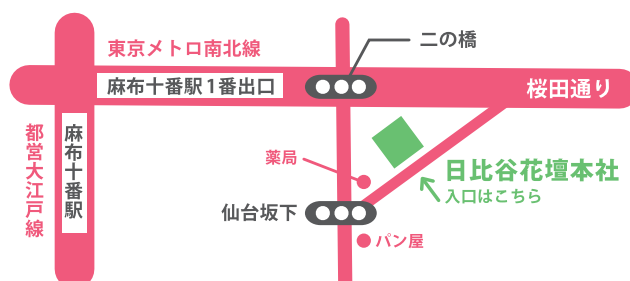 二の橋
東京メトロ南北線
麻布十番駅1番出口
桜田通り
都営大江戸線
麻布十番駅
薬局
日比谷花壇本社
入口はこちら
仙台坂下
パン屋